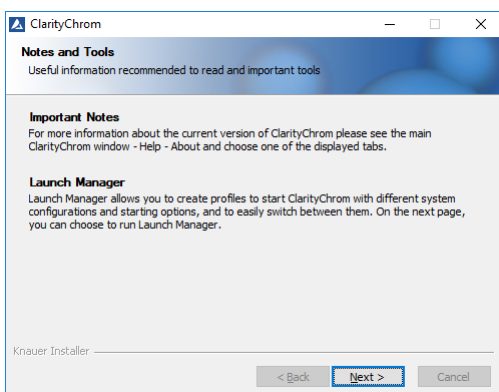 ClarityChrom
Notes and Tools
Useful information recommended to read and important tools
Important Notes
For more information about the current version of ClarityChrom please see the main
ClarityChrom window - Help - About and choose one of the displayed tabs.
Launch Manager
Launch Manager allows you to create profiles to start ClarityChrom with different system
configurations and starting options, and to easily switch between them. On the next page,
you can choose to run Launch Manager.
Knauer Installer
< Back Next > Cancel